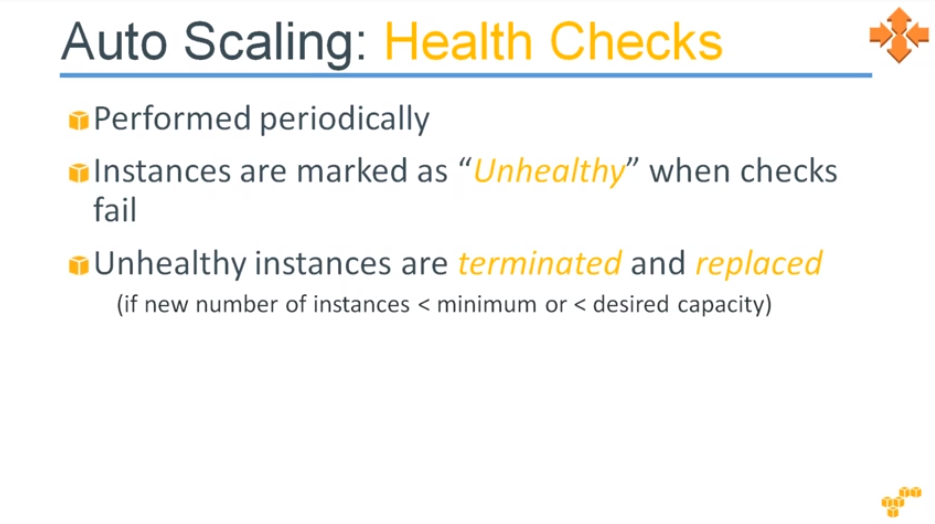 Auto Scaling: Health Checks
Performed periodically
Instances are marked as “Unhealthy” when checks
fail
Unhealthy instances are terminated and replaced
(if new number of instances < minimum or < desired capacity)